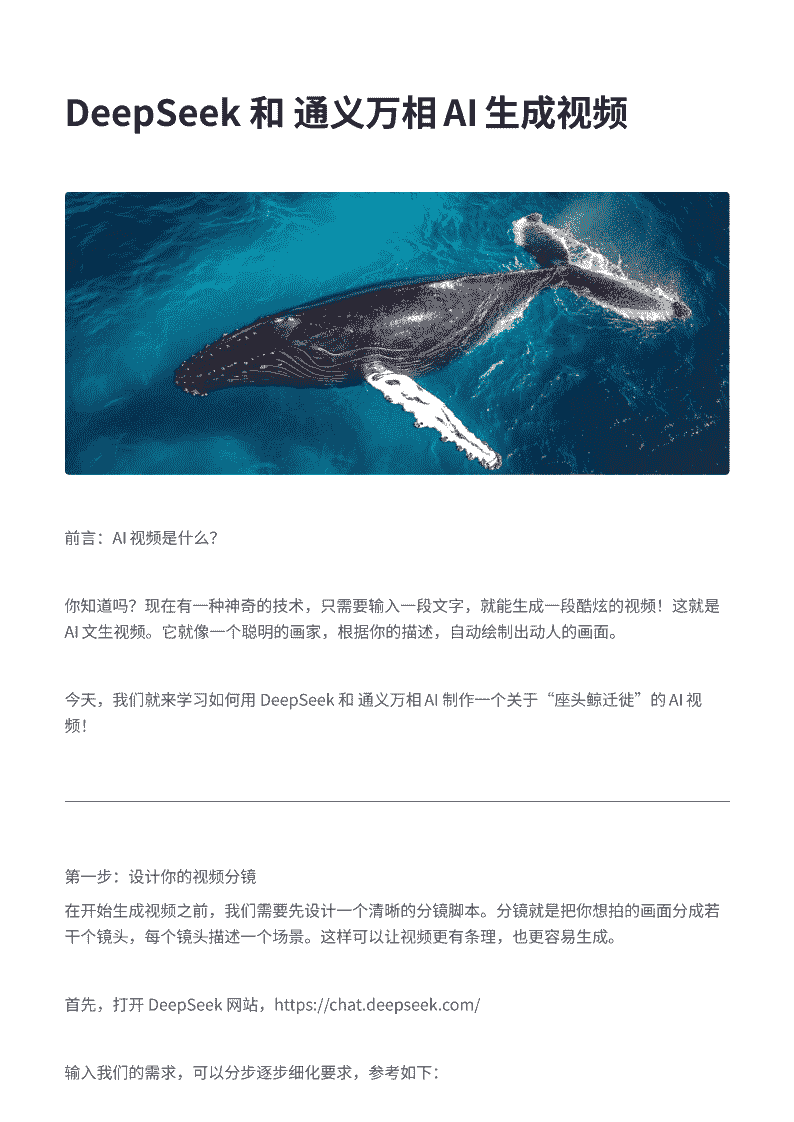 DeepSeek 和 通义万相 AI 生成视频
前言：AI 视频是什么？
你知道吗？现在有一种神奇的技术，只需要输入一段文字，就能生成一段酷炫的视频！这就是
AI 文生视频。它就像一个聪明的画家，根据你的描述，自动绘制出动人的画面。
今天，我们就来学习如何用 DeepSeek 和 通义万相 AI 制作一个关于“座头鲸迁徙”的 AI 视
频！
第一步：设计你的视频分镜
在开始生成视频之前，我们需要先设计一个清晰的分镜脚本。分镜就是把你想拍的画面分成若
干个镜头，每个镜头描述一个场景。这样可以让视频更有条理，也更容易生成。
首先，打开 DeepSeek 网站，https://chat.deepseek.com/
输入我们的需求，可以分步逐步细化要求，参考如下：